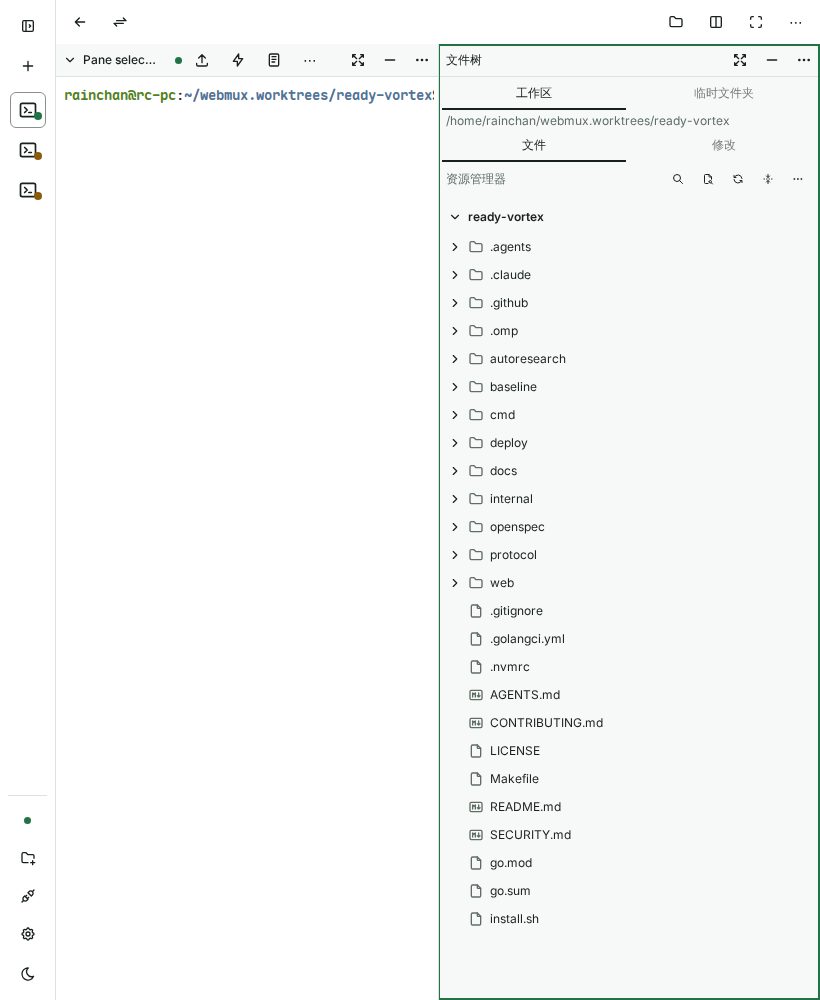 Pane selec...
rainchan@rc-pc:~/webmux.worktrees/ready-vortex
文件树
工作区 临时文件夹
/home/rainchan/webmux.worktrees/ready-vortex
文件 修改
资源管理器
ready-vortex
.agents
.claude
.github
.omp
autoresearch
baseline
cmd
deploy
docs
internal
openspec
protocol
web
.gitignore
.golangci.yml
.nvmrc
AGENTS.md
CONTRIBUTING.md
LICENSE
Makefile
README.md
SECURITY.md
go.mod
go.sum
install.sh